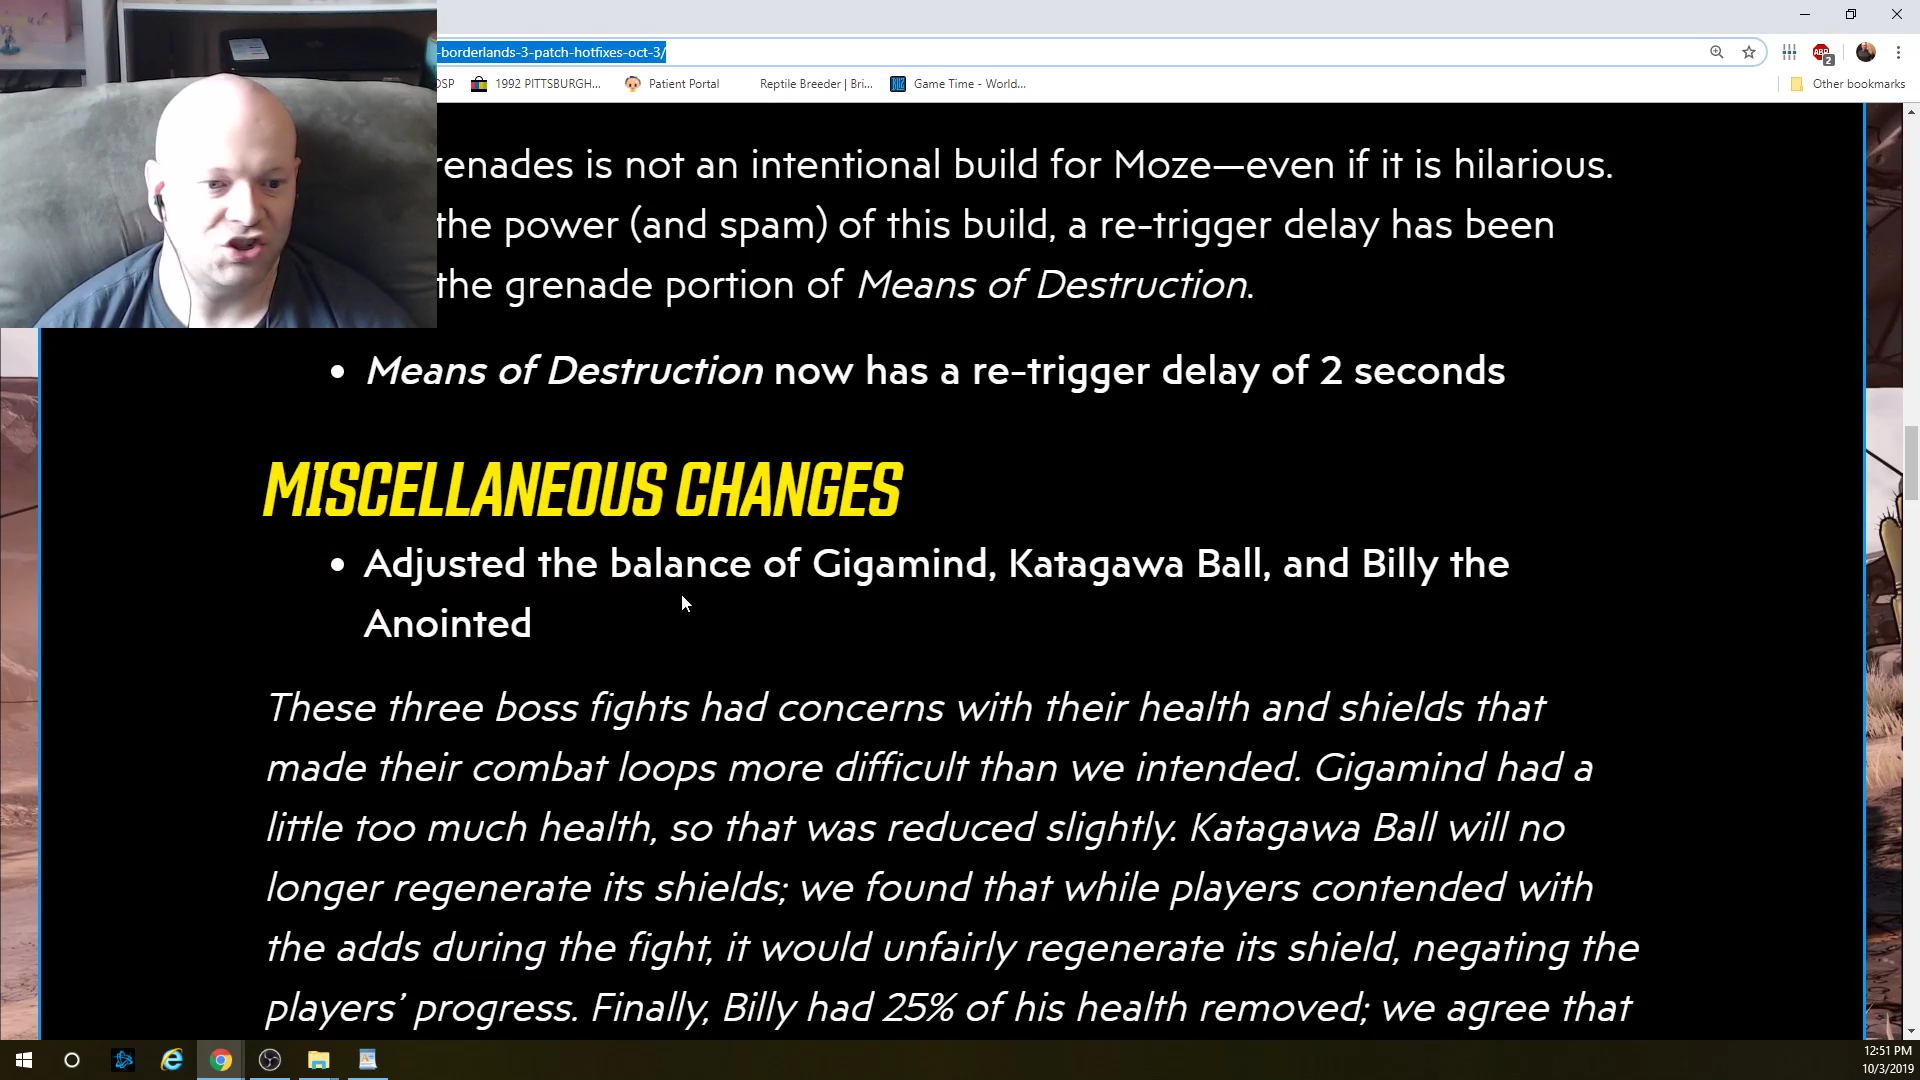 -borderlands-3-patch-hotfixes-oct-3/
ABP
2
OSP
1992 PITTSBURGH...
Patient Portal
Reptile Breeder | Bri...
Game Time - World...
Other bookmarks
renades is not an intentional build for Moze—even if it is hilarious.
the power (and spam) of this build, a re-trigger delay has been
the grenade portion of Means of Destruction.
• Means of Destruction now has a re-trigger delay of 2 seconds
MISCELLANEOUS CHANGES
• Adjusted the balance of Gigamind, Katagawa Ball, and Billy the
Anointed
These three boss fights had concerns with their health and shields that
made their combat loops more difficult than we intended. Gigamind had a
little too much health, so that was reduced slightly. Katagawa Ball will no
longer regenerate its shields; we found that while players contended with
the adds during the fight, it would unfairly regenerate its shield, negating the
players’ progress. Finally, Billy had 25% of his health removed; we agree that
12:51 PM
10/3/2019